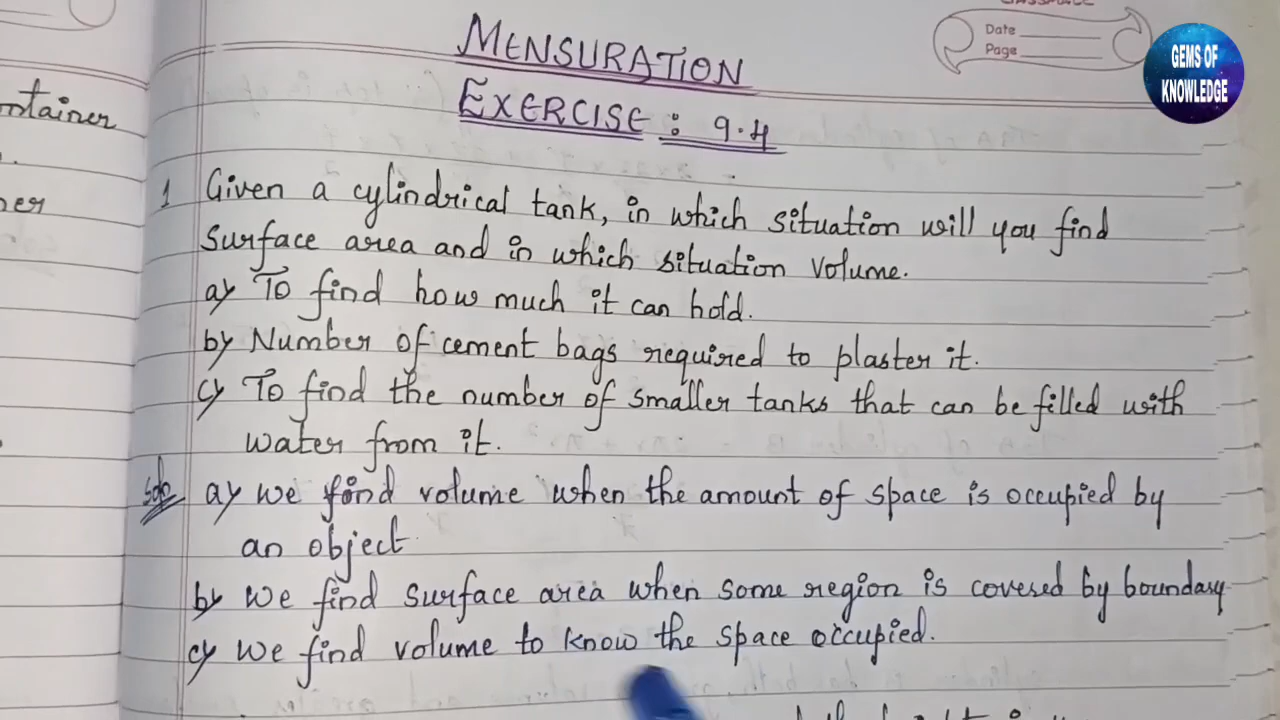 MENSURATION
EXERCISE : 9.4
Date
Page
GEMS OF
KNOWLEDGE
ntainer
ner
1 Given a cylindrical tank, in which situation will you find
surface area and in which situation volume.
a) To find how much it can hold.
b) Number of cement bags required to plaster it.
c) To find the number of smaller tanks that can be filled with
water from it.
Soln a) we find volume when the amount of space is occupied by
an object.
b) we find surface area when some region is covered by boundary
c) we find volume to know the space occupied.